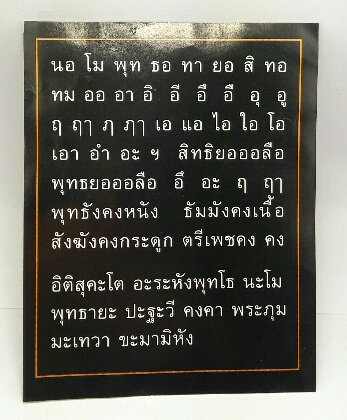 นอ โม พุท ธอ ทา ยอ สิ ทอ
ทม ออ อา อิ อี อึ อื อุ อู
ฤ ฤๅ ภ ภา เอ แอ ไอ ใอ โอ
เอา อำ อะ ฯ สิทธิยอออลือ
พุทธยอออลือ อี อะ ฤ ฤๅ
พุทธังคงหนัง ธัมมังคงเนื้อ
สังฆังคงกระดูก ตรีเพชคง คง
อิติสุคะโต อะระหังพุทโธ นะโม
พุทธายะ ปะฐะวี คงคา พระภุม
มะเทวา ขะมามิหัง